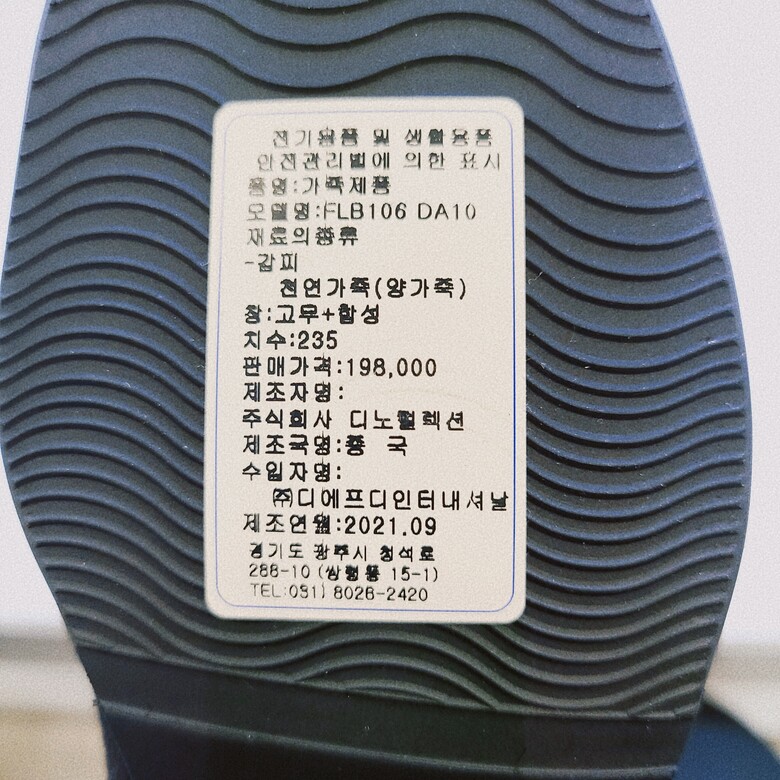 전기용품 및 생활용품
안전관리법에 의한 표시
품명:가죽제품
모델명:FLB106 DA10
재료의종류
-갑피
천연가죽(양가죽)
창:고무+합성
치수:235
판매가격:198,000
제조자명:
주식회사 디노컬렉션
제조국명:중 국
수입자명:
㈜디에프디인터내셔날
제조연월:2021.09
경기도 광주시 청석로
288-10 (쌍령동 15-1)
TEL:031) 8026-2420